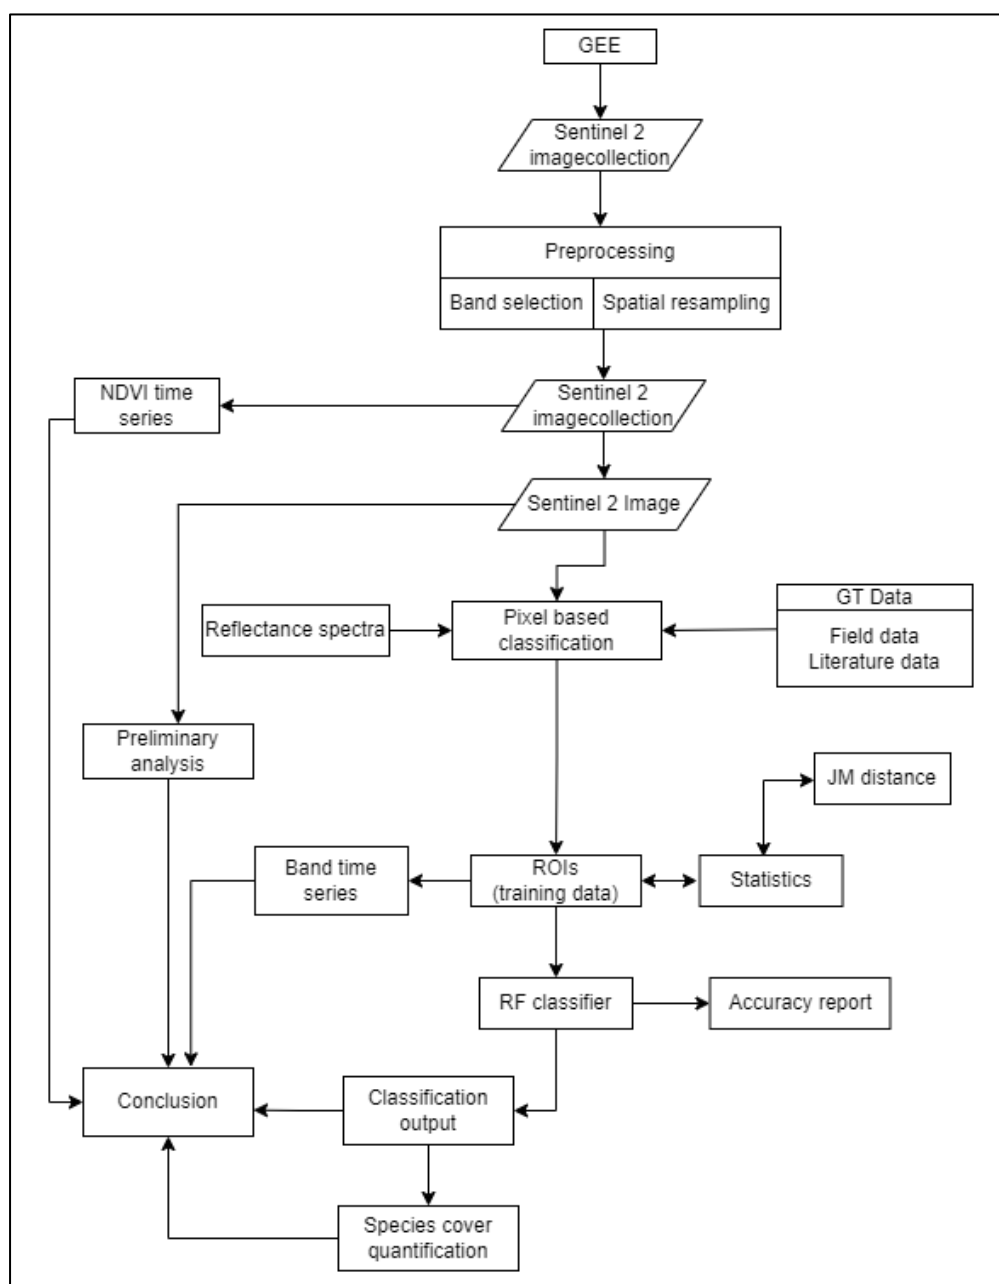 GEE
Sentinel 2
imagecollection
Preprocessing
Band selection
Spatial resampling
NDVI time
series
Sentinel 2
imagecollection
Sentinel 2 Image
Reflectance spectra
Pixel based
classification
GT Data
Field data
Literature data
Preliminary
analysis
JM distance
Band time
series
ROIs
(training data)
Statistics
RF classifier
Accuracy report
Conclusion
Classification
output
Species cover
quantification